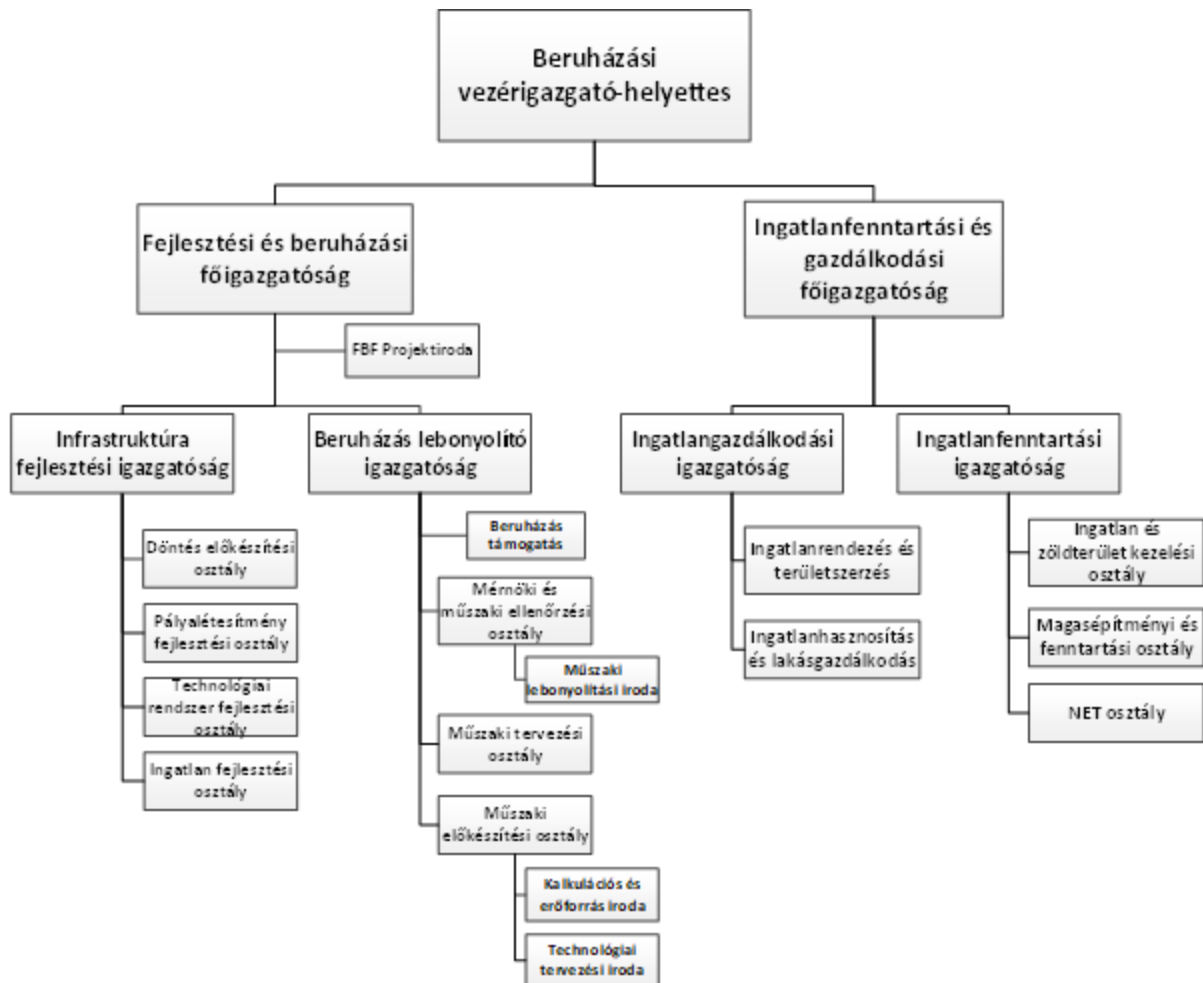 Beruházási
vezérigazgató-helyettes
Fejlesztési és beruházási
főigazgatóság
Ingatlanfenntartási és
gazdálkodási
főigazgatóság
FBF Projektiroda
Infrastruktúra
fejlesztési igazgatóság
Beruházás lebonyolító
igazgatóság
Ingatlangazdálkodási
igazgatóság
Ingatlanfenntartási
igazgatóság
Döntés előkészítési
osztály
Pályalétesítmény
fejlesztési osztály
Technológiai
rendszer fejlesztési
osztály
Ingatlan fejlesztési
osztály
Beruházás
támogatás
Mérnöki és
műszaki ellenőrzési
osztály
Műszaki
lebonyolítási iroda
Műszaki tervezési
osztály
Műszaki
előkészítési osztály
Kalkulációs és
erőforrás iroda
Technológiai
tervezési iroda
Ingatlanrendezés és
területszerzés
Ingatlanhasznosítás
és lakásgazdálkodás
Ingatlan és
zöldterület kezelési
osztály
Magasépítményi és
fenntartási osztály
NET osztály